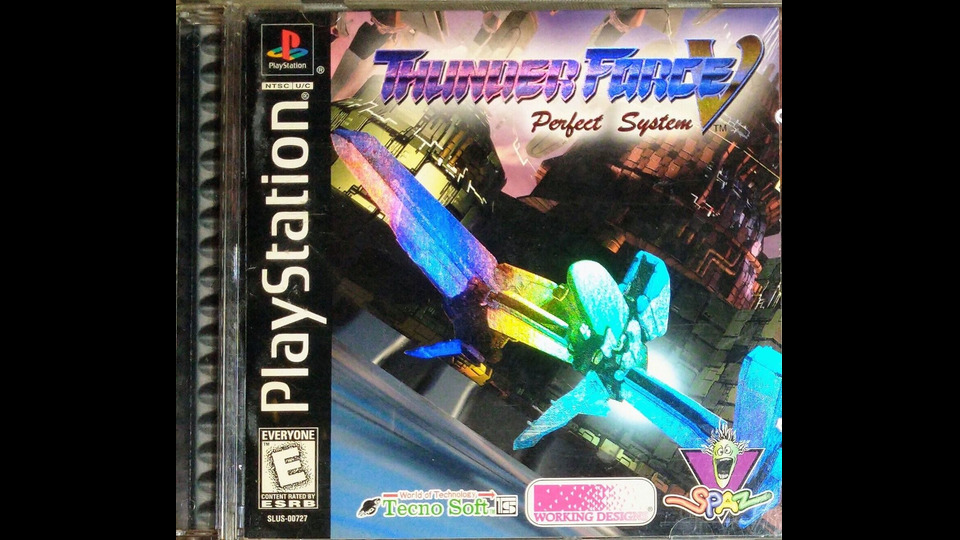 PlayStation
®
NTSC U/C
PlayStation®
THUNDER FORCE V
Perfect System ™
EVERYONE
E
™
CONTENT RATED BY
ESRB
SLUS-00727
World of Technology
Tecno Soft.
WORKING DESIGNS
SPAZ